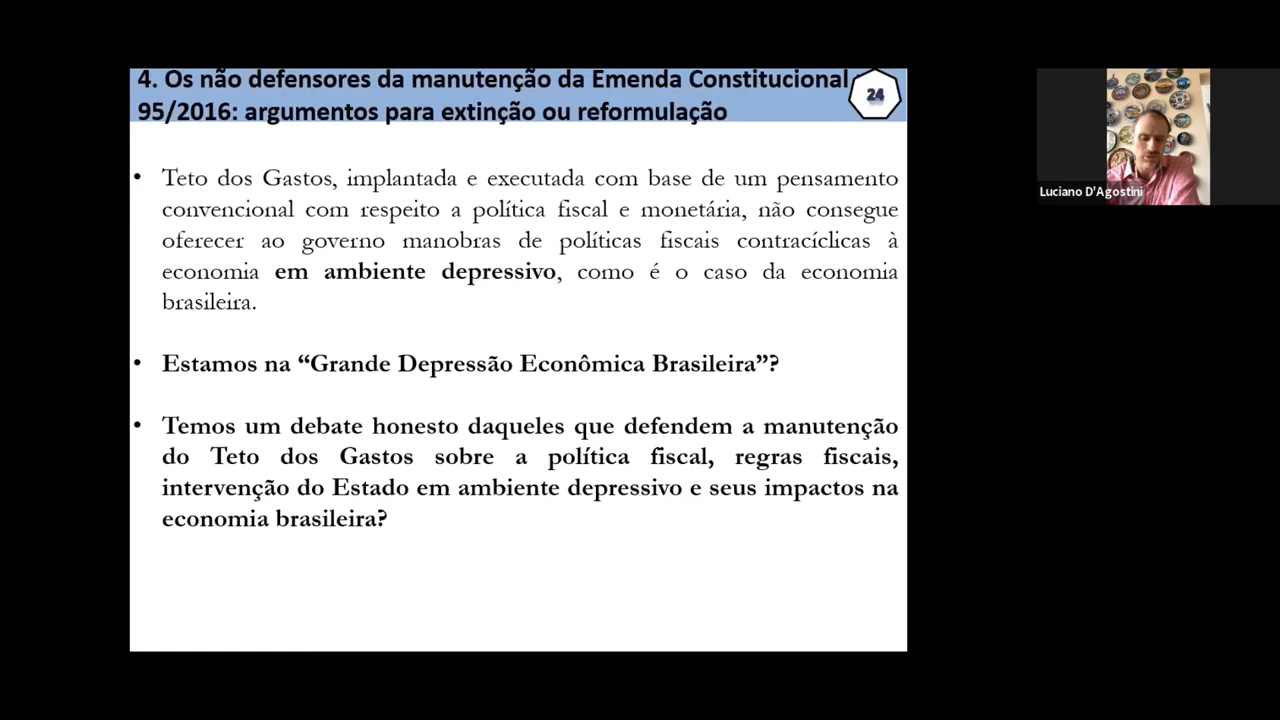 4. Os não defensores da manutenção da Emenda Constitucional
95/2016: argumentos para extinção ou reformulação
24
• Teto dos Gastos, implantada e executada com base de um pensamento
convencional com respeito a política fiscal e monetária, não consegue
oferecer ao governo manobras de políticas fiscais contracíclicas à
economia em ambiente depressivo, como é o caso da economia
brasileira.
• Estamos na “Grande Depressão Econômica Brasileira”?
• Temos um debate honesto daqueles que defendem a manutenção
do Teto dos Gastos sobre a política fiscal, regras fiscais,
intervenção do Estado em ambiente depressivo e seus impactos na
economia brasileira?
Luciano D'Agostini